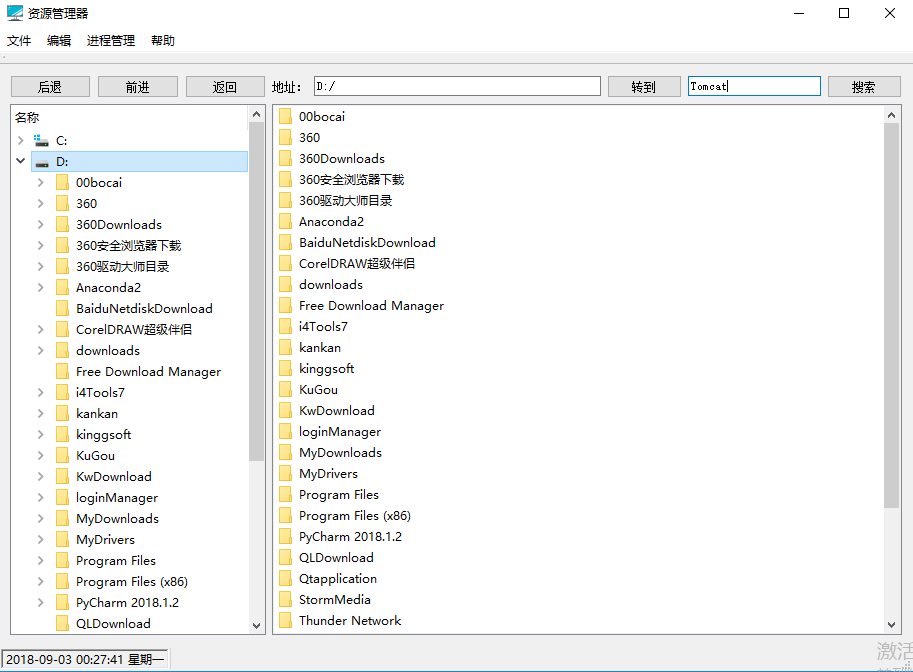 资源管理器
文件 编辑 进程管理 帮助
后退 前进 返回 地址: D:/ 转到 Tomcat 搜索
名称
C:
D:
00bocai
360
360Downloads
360安全浏览器下载
360驱动大师目录
Anaconda2
BaiduNetdiskDownload
CorelDRAW超级伴侣
downloads
Free Download Manager
i4Tools7
kankan
kinggsoft
KuGou
KwDownload
loginManager
MyDownloads
MyDrivers
Program Files
Program Files (x86)
PyCharm 2018.1.2
QLDownload
00bocai
360
360Downloads
360安全浏览器下载
360驱动大师目录
Anaconda2
BaiduNetdiskDownload
CorelDRAW超级伴侣
downloads
Free Download Manager
i4Tools7
kankan
kinggsoft
KuGou
KwDownload
loginManager
MyDownloads
MyDrivers
Program Files
Program Files (x86)
PyCharm 2018.1.2
QLDownload
Qtapplication
StormMedia
Thunder Network
2018-09-03 00:27:41 星期一
激活